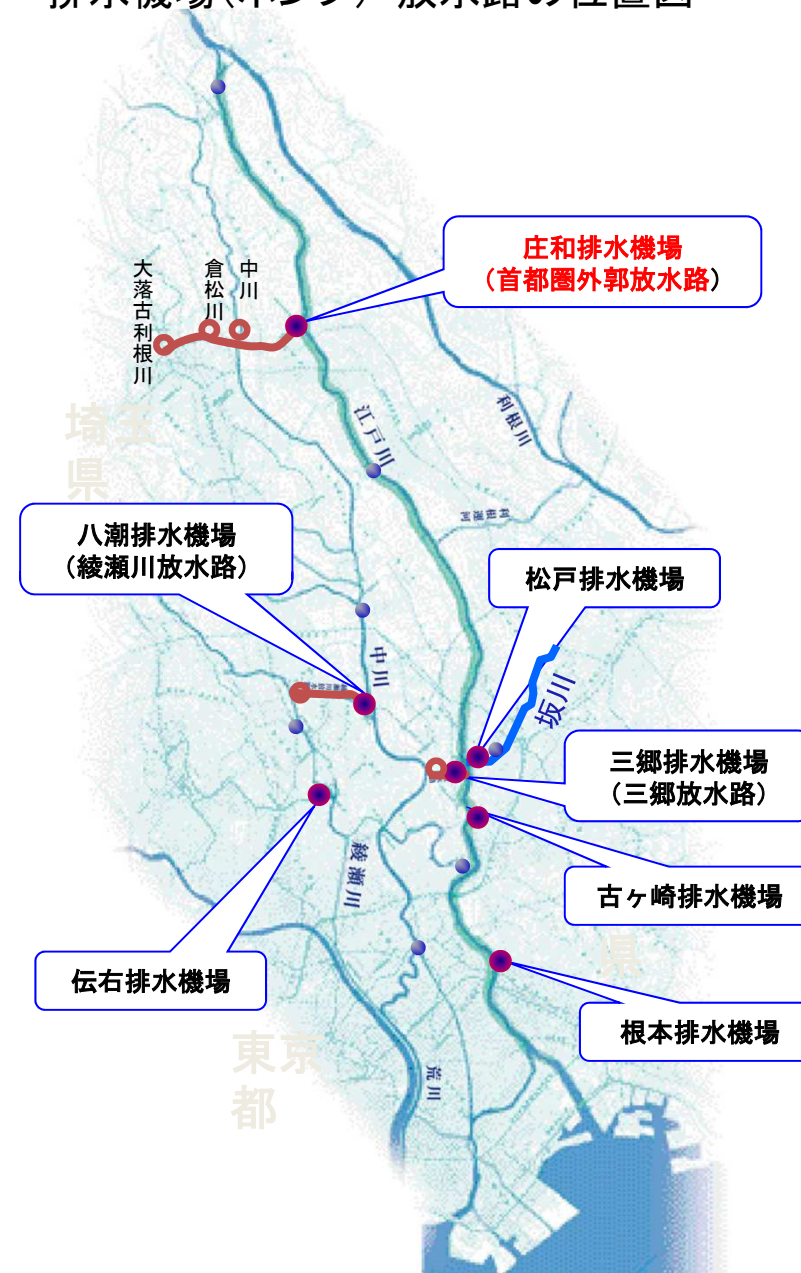 排水機場(ポンプ)・放水路の位置図
庄和排水機場
（首都圏外郭放水路）
大落古利根川
倉松川
中川
埼玉
県
江戸川
利根川
利根運河
八潮排水機場
（綾瀬川放水路）
松戸排水機場
中川
坂川
三郷排水機場
（三郷放水路）
綾瀬川
古ヶ崎排水機場
県
伝右排水機場
根本排水機場
東京
都
荒川